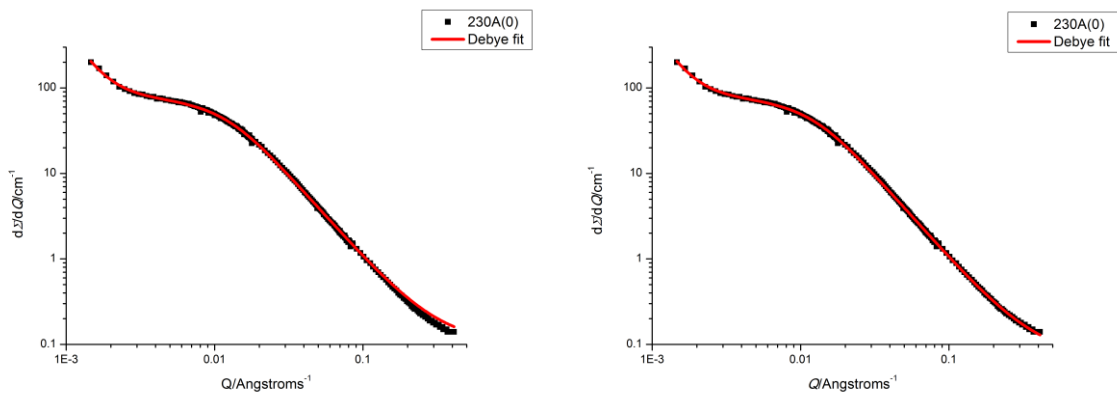 230A(0)
Debye fit
100
10
1
0.1
1E-3
0.01
0.1
dΣ/dQ/cm⁻¹
Q/Angstroms⁻¹
230A(0)
Debye fit
100
10
1
0.1
1E-3
0.01
0.1
dΣ/dQ/cm⁻¹
Q/Angstroms⁻¹